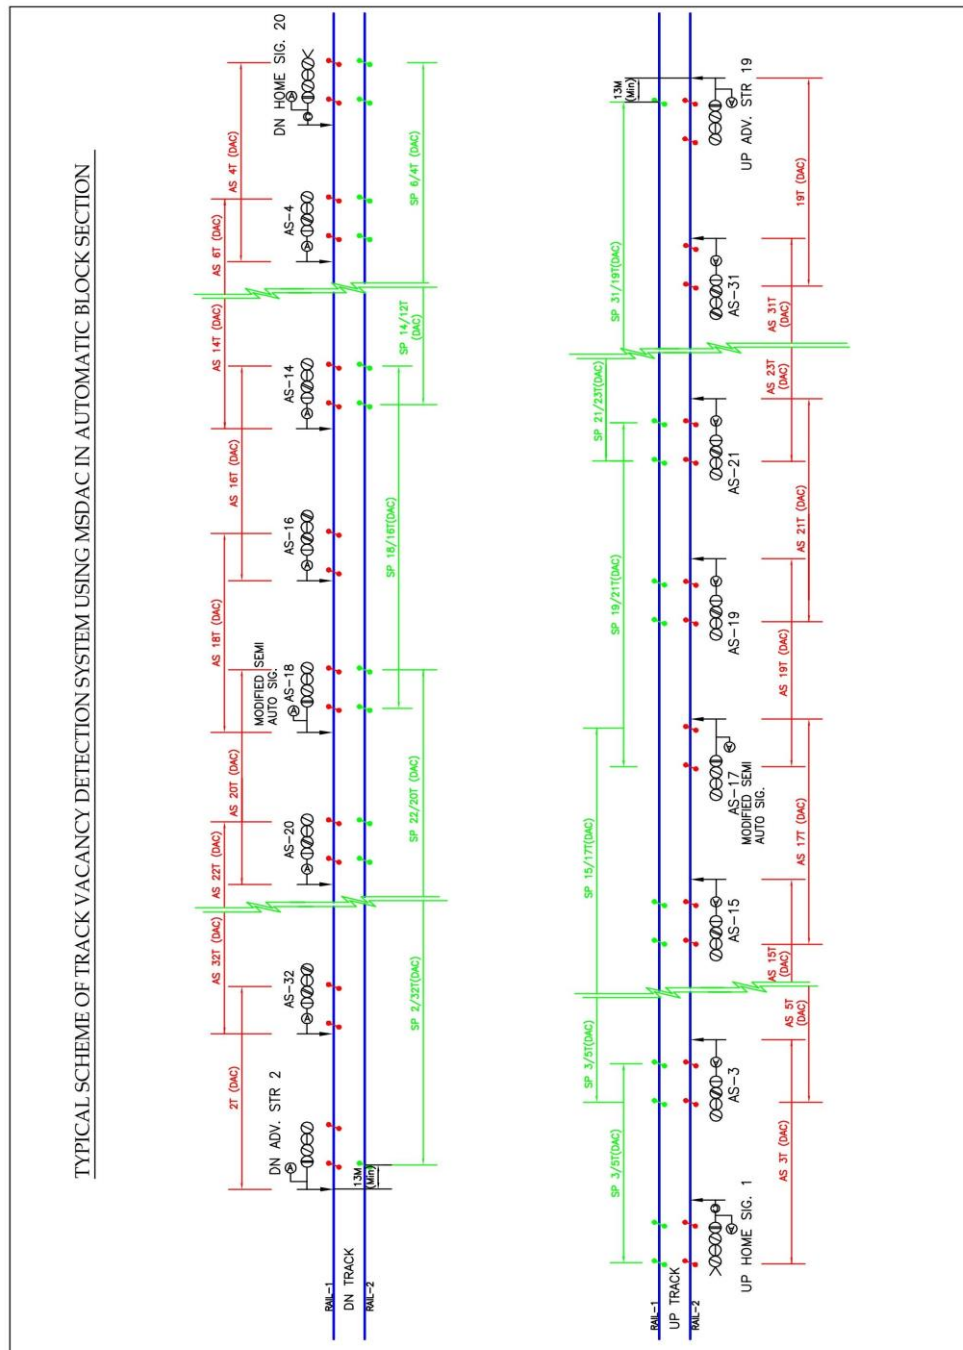 TYPICAL SCHEME OF TRACK VACANCY DETECTION SYSTEM USING MSDAC IN AUTOMATIC BLOCK SECTION
2T (DAC)
AS 32T (DAC)
AS 22T (DAC)
AS 20T (DAC)
AS 18T (DAC)
AS 16T (DAC)
AS 14T (DAC)
AS 6T (DAC)
AS 4T (DAC)
DN ADV. STR 2
AS-32
AS-20
MODIFIED SEMI
AUTO SIG.
AS-18
AS-16
AS-14
AS-4
DN HOME SIG. 20
RAIL-1
DN TRACK
RAIL-2
13M
(Min)
SP 2/32T(DAC)
SP 22/20T (DAC)
SP 18/16T(DAC)
SP 14/12T
(DAC)
SP 6/4T (DAC)
SP 3/5T(DAC)
SP 3/5T(DAC)
SP 15/17T(DAC)
SP 19/21T(DAC)
SP 21/23T(DAC)
SP 31/19T(DAC)
13M
(Min)
RAIL-1
UP TRACK
RAIL-2
UP HOME SIG. 1
AS-3
AS-15
AS-17
MODIFIED SEMI
AUTO SIG.
AS-19
AS-21
AS-31
UP ADV. STR 19
AS 3T (DAC)
AS 5T
(DAC)
AS 15T
(DAC)
AS 17T (DAC)
AS 19T (DAC)
AS 21T (DAC)
AS 23T
(DAC)
AS 31T
(DAC)
19T (DAC)